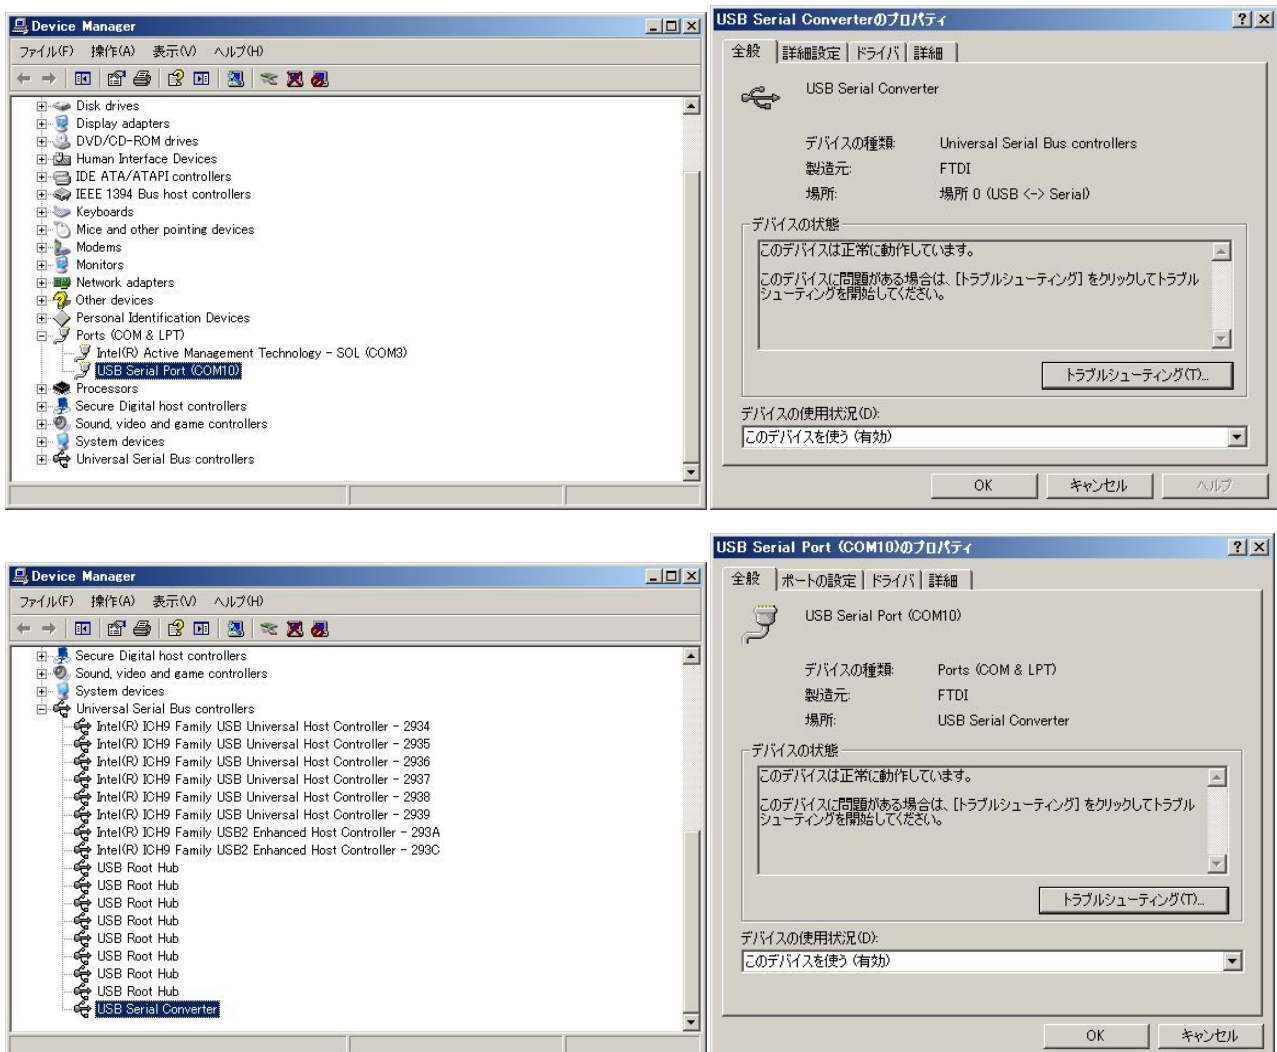 Device Manager
ファイル(F) 操作(A) 表示(V) ヘルプ(H)
Disk drives
Display adapters
DVD/CD-ROM drives
Human Interface Devices
IDE ATA/ATAPI controllers
IEEE 1394 Bus host controllers
Keyboards
Mice and other pointing devices
Modems
Monitors
Network adapters
Other devices
Personal Identification Devices
Ports (COM & LPT)
Intel(R) Active Management Technology - SOL (COM3)
USB Serial Port (COM10)
Processors
Secure Digital host controllers
Sound, video and game controllers
System devices
Universal Serial Bus controllers
USB Serial Converterのプロパティ
全般 詳細設定 ドライバ 詳細
USB Serial Converter
デバイスの種類: Universal Serial Bus controllers
製造元: FTDI
場所: 場所 0 (USB <-> Serial)
デバイスの状態
このデバイスは正常に動作しています。
このデバイスに問題がある場合は、[トラブルシューティング] をクリックしてトラブル
シューティングを開始してください。
トラブルシューティング(T)...
デバイスの使用状況(D):
このデバイスを使う (有効)
OK キャンセル ヘルプ
Device Manager
ファイル(F) 操作(A) 表示(V) ヘルプ(H)
Secure Digital host controllers
Sound, video and game controllers
System devices
Universal Serial Bus controllers
Intel(R) ICH9 Family USB Universal Host Controller - 2934
Intel(R) ICH9 Family USB Universal Host Controller - 2935
Intel(R) ICH9 Family USB Universal Host Controller - 2936
Intel(R) ICH9 Family USB Universal Host Controller - 2937
Intel(R) ICH9 Family USB Universal Host Controller - 2938
Intel(R) ICH9 Family USB Universal Host Controller - 2939
Intel(R) ICH9 Family USB2 Enhanced Host Controller - 293A
Intel(R) ICH9 Family USB2 Enhanced Host Controller - 293C
USB Root Hub
USB Root Hub
USB Root Hub
USB Root Hub
USB Root Hub
USB Root Hub
USB Root Hub
USB Root Hub
USB Serial Converter
USB Serial Port (COM10)のプロパティ
全般 ポートの設定 ドライバ 詳細
USB Serial Port (COM10)
デバイスの種類: Ports (COM & LPT)
製造元: FTDI
場所: USB Serial Converter
デバイスの状態
このデバイスは正常に動作しています。
このデバイスに問題がある場合は、[トラブルシューティング] をクリックしてトラブル
シューティングを開始してください。
トラブルシューティング(T)...
デバイスの使用状況(D):
このデバイスを使う (有効)
OK キャンセル